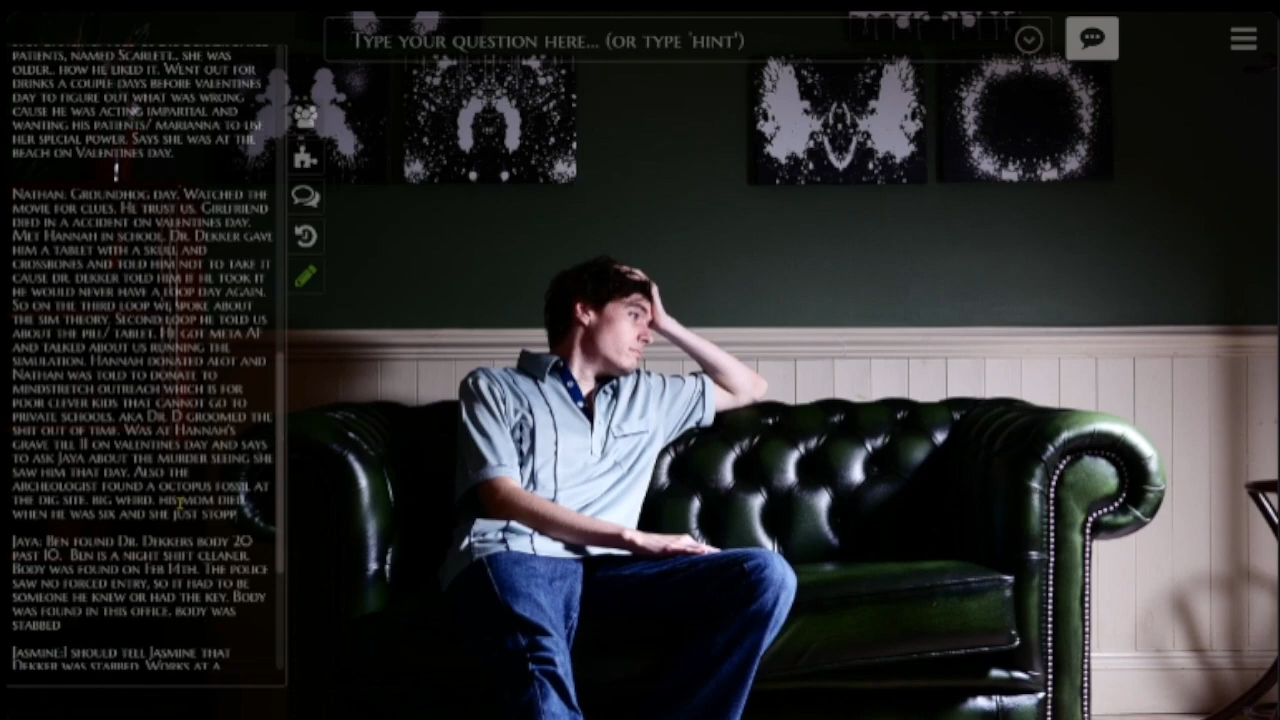 Type your question here... (or type 'hint')
patients, named Scarlett.. she was
older.. how he liked it. Went out for
drinks a couple days before valentines
day to figure out what was wrong
cause he was acting impartial and
wanting his patients/ marianna to use
her special power. Says she was at the
beach on Valentines day.
Nathan: Groundhog day. Watched the
movie for clues. He trust us. Girlfriend
died in a accident on valentines day.
Met Hannah in school. Dr. Dekker gave
him a tablet with a skull and
crossbones and told him not to take it
cause dr. dekker told him if he took it
he would never have a loop day again.
So on the third loop we spoke about
the sim theory. Second loop he told us
about the pill/ tablet. He got meta AF
and talked about us running the
simulation. Hannah donated alot and
Nathan was told to donate to
mindstretch outreach which is for
poor clever kids that cannot go to
private schools. aka Dr. D groomed the
shit out of time. Was at Hannah's
grave till 11 on valentines day and says
to ask Jaya about the murder seeing she
saw him that day. Also the
archeologist found a octopus fossil at
the dig site. big weird. his mom died
when he was six and she just stopp
Jaya: Ben found Dr. Dekkers body 20
past 10. Ben is a night shift cleaner.
Body was found on Feb 14th. The police
saw no forced entry, so it had to be
someone he knew or had the key. Body
was found in this office. body was
stabbed
Jasmine:I should tell Jasmine that
Dekker was stabbed. Works at a